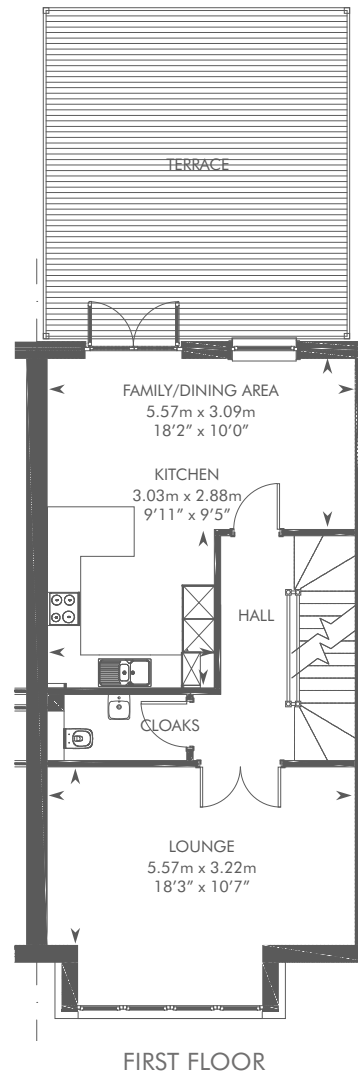 TERRACE
FAMILY/DINING AREA
5.57m x 3.09m
18’2” x 10’0”
KITCHEN
3.03m x 2.88m
9’11” x 9’5”
HALL
CLOAKS
LOUNGE
5.57m x 3.22m
18’3” x 10’7”
FIRST FLOOR